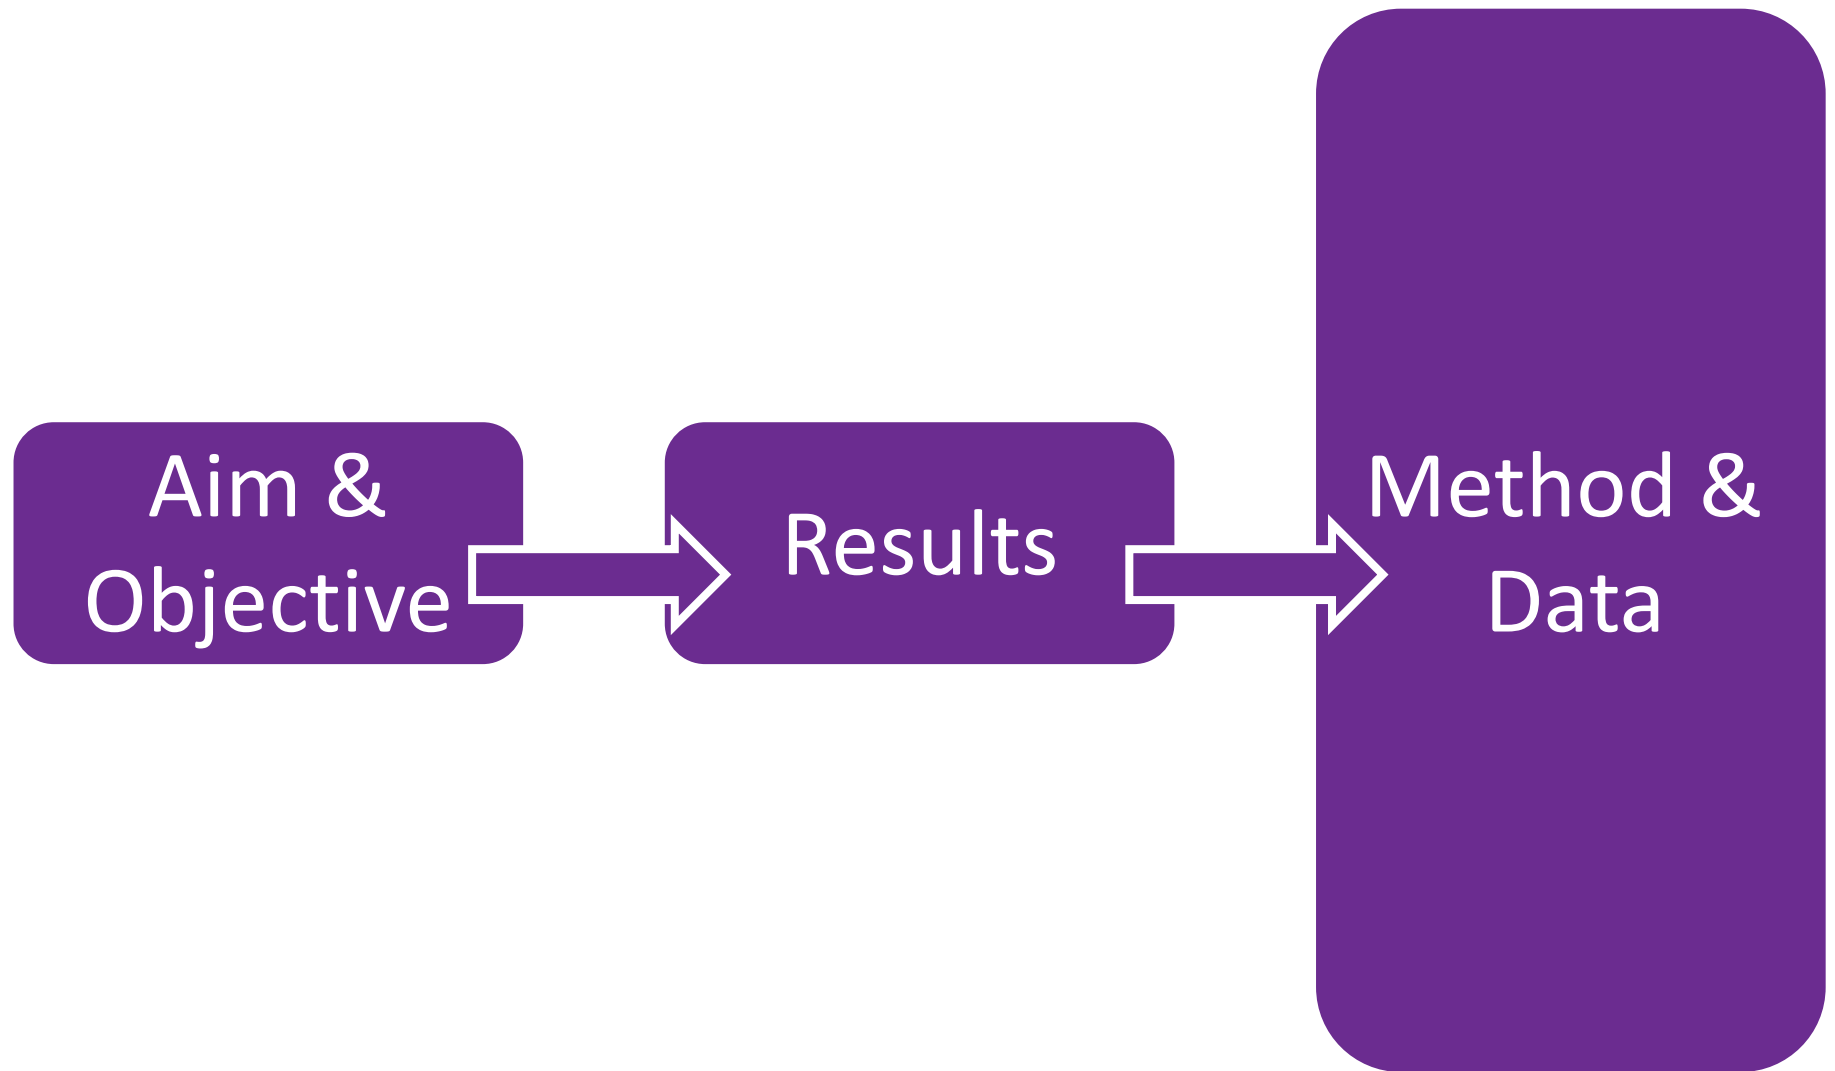 Aim &
Objective
Results
Method &
Data